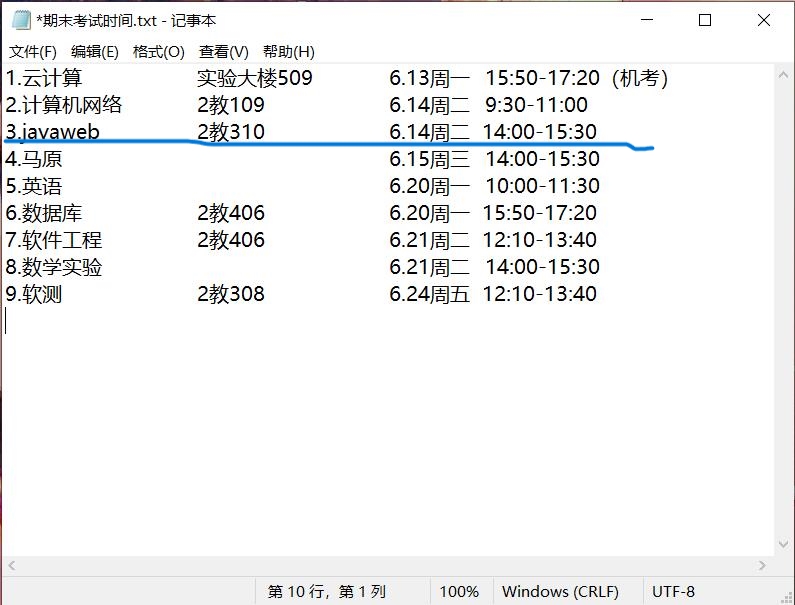 *期末考试时间.txt - 记事本
文件(F) 编辑(E) 格式(O) 查看(V) 帮助(H)
1.云计算 实验大楼509 6.13周一 15:50-17:20（机考）
2.计算机网络 2教109 6.14周二 9:30-11:00
3.javaweb 2教310 6.14周二 14:00-15:30
4.马原 6.15周三 14:00-15:30
5.英语 6.20周一 10:00-11:30
6.数据库 2教406 6.20周一 15:50-17:20
7.软件工程 2教406 6.21周二 12:10-13:40
8.数学实验 6.21周二 14:00-15:30
9.软测 2教308 6.24周五 12:10-13:40
第 10 行，第 1 列 100% Windows (CRLF) UTF-8